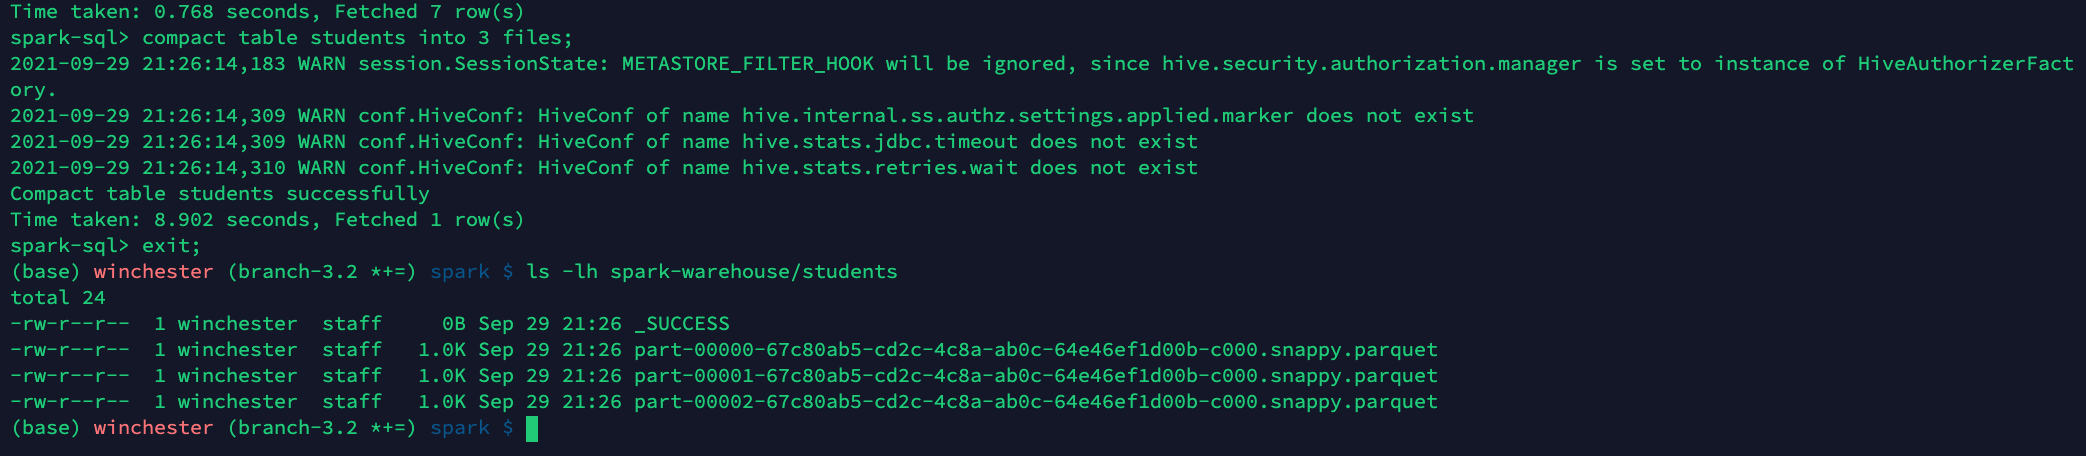 Time taken: 0.768 seconds, Fetched 7 row(s)
spark-sql> compact table students into 3 files;
2021-09-29 21:26:14,183 WARN session.SessionState: METASTORE_FILTER_HOOK will be ignored, since hive.security.authorization.manager is set to instance of HiveAuthorizerFact
ory.
2021-09-29 21:26:14,309 WARN conf.HiveConf: HiveConf of name hive.internal.ss.authz.settings.applied.marker does not exist
2021-09-29 21:26:14,309 WARN conf.HiveConf: HiveConf of name hive.stats.jdbc.timeout does not exist
2021-09-29 21:26:14,310 WARN conf.HiveConf: HiveConf of name hive.stats.retries.wait does not exist
Compact table students successfully
Time taken: 8.902 seconds, Fetched 1 row(s)
spark-sql> exit;
(base) winchester (branch-3.2 *+=) spark $ ls -lh spark-warehouse/students
total 24
-rw-r--r--  1 winchester  staff     0B Sep 29 21:26 _SUCCESS
-rw-r--r--  1 winchester  staff   1.0K Sep 29 21:26 part-00000-67c80ab5-cd2c-4c8a-ab0c-64e46ef1d00b-c000.snappy.parquet
-rw-r--r--  1 winchester  staff   1.0K Sep 29 21:26 part-00001-67c80ab5-cd2c-4c8a-ab0c-64e46ef1d00b-c000.snappy.parquet
-rw-r--r--  1 winchester  staff   1.0K Sep 29 21:26 part-00002-67c80ab5-cd2c-4c8a-ab0c-64e46ef1d00b-c000.snappy.parquet
(base) winchester (branch-3.2 *+=) spark $